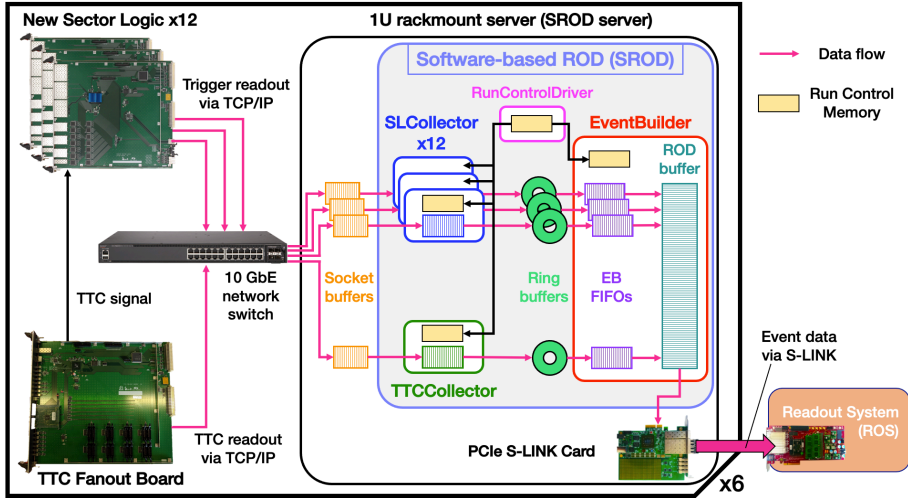 New Sector Logic x12
1U rackmount server (SROD server)
Software-based ROD (SROD)
Data flow
Run Control
Memory
Trigger readout
via TCP/IP
RunControlDriver
SLCollector
x12
EventBuilder
ROD
buffer
10 GbE
network
switch
TTC signal
Socket
buffers
Ring
buffers
EB
FIFOs
TTCCollector
Event data
via S-LINK
TTC readout
via TCP/IP
TTC Fanout Board
PCIe S-LINK Card
Readout System
(ROS)
x6